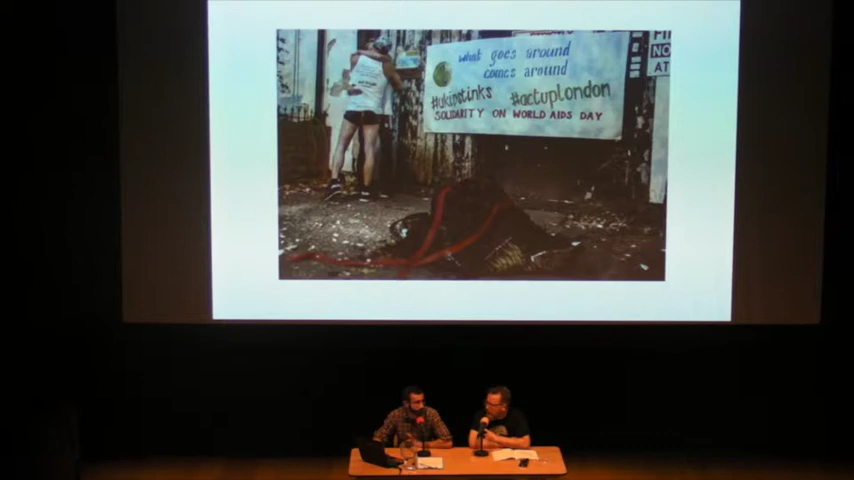 what goes around
comes around
#ukipstinks #actuplondon
SOLIDARITY ON WORLD AIDS DAY
NO
AT